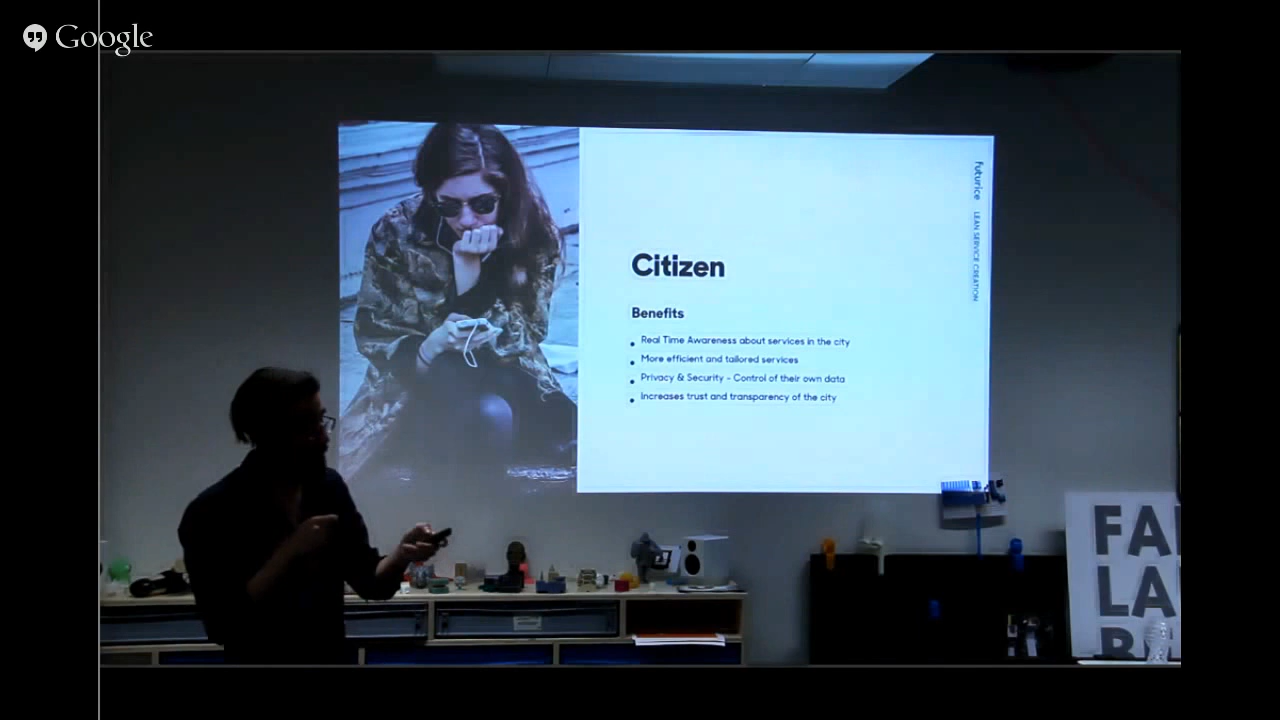 Google
futurice LEAN SERVICE CREATION
Citizen
Benefits
Real Time Awareness about services in the city
More efficient and tailored services
Privacy & Security - Control of their own data
Increases trust and transparency of the city
FA
LA